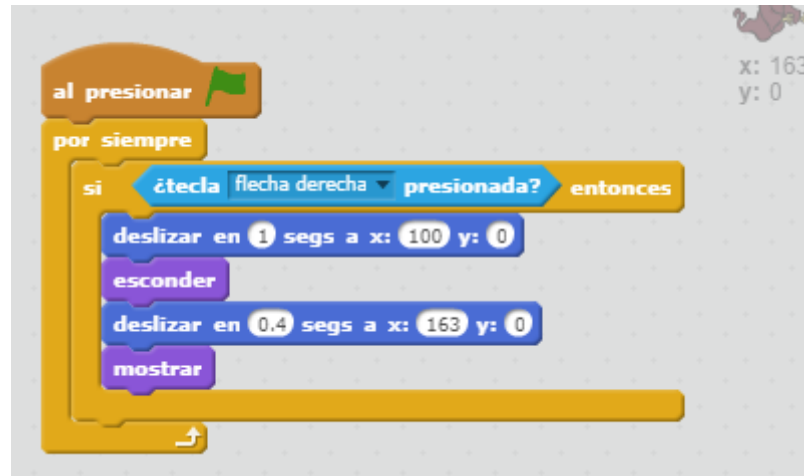 al presionar
x: 163
y: 0
por siempre
si ¿tecla flecha derecha presionada? entonces
deslizar en 1 segs a x: 100 y: 0
esconder
deslizar en 0.4 segs a x: 163 y: 0
mostrar